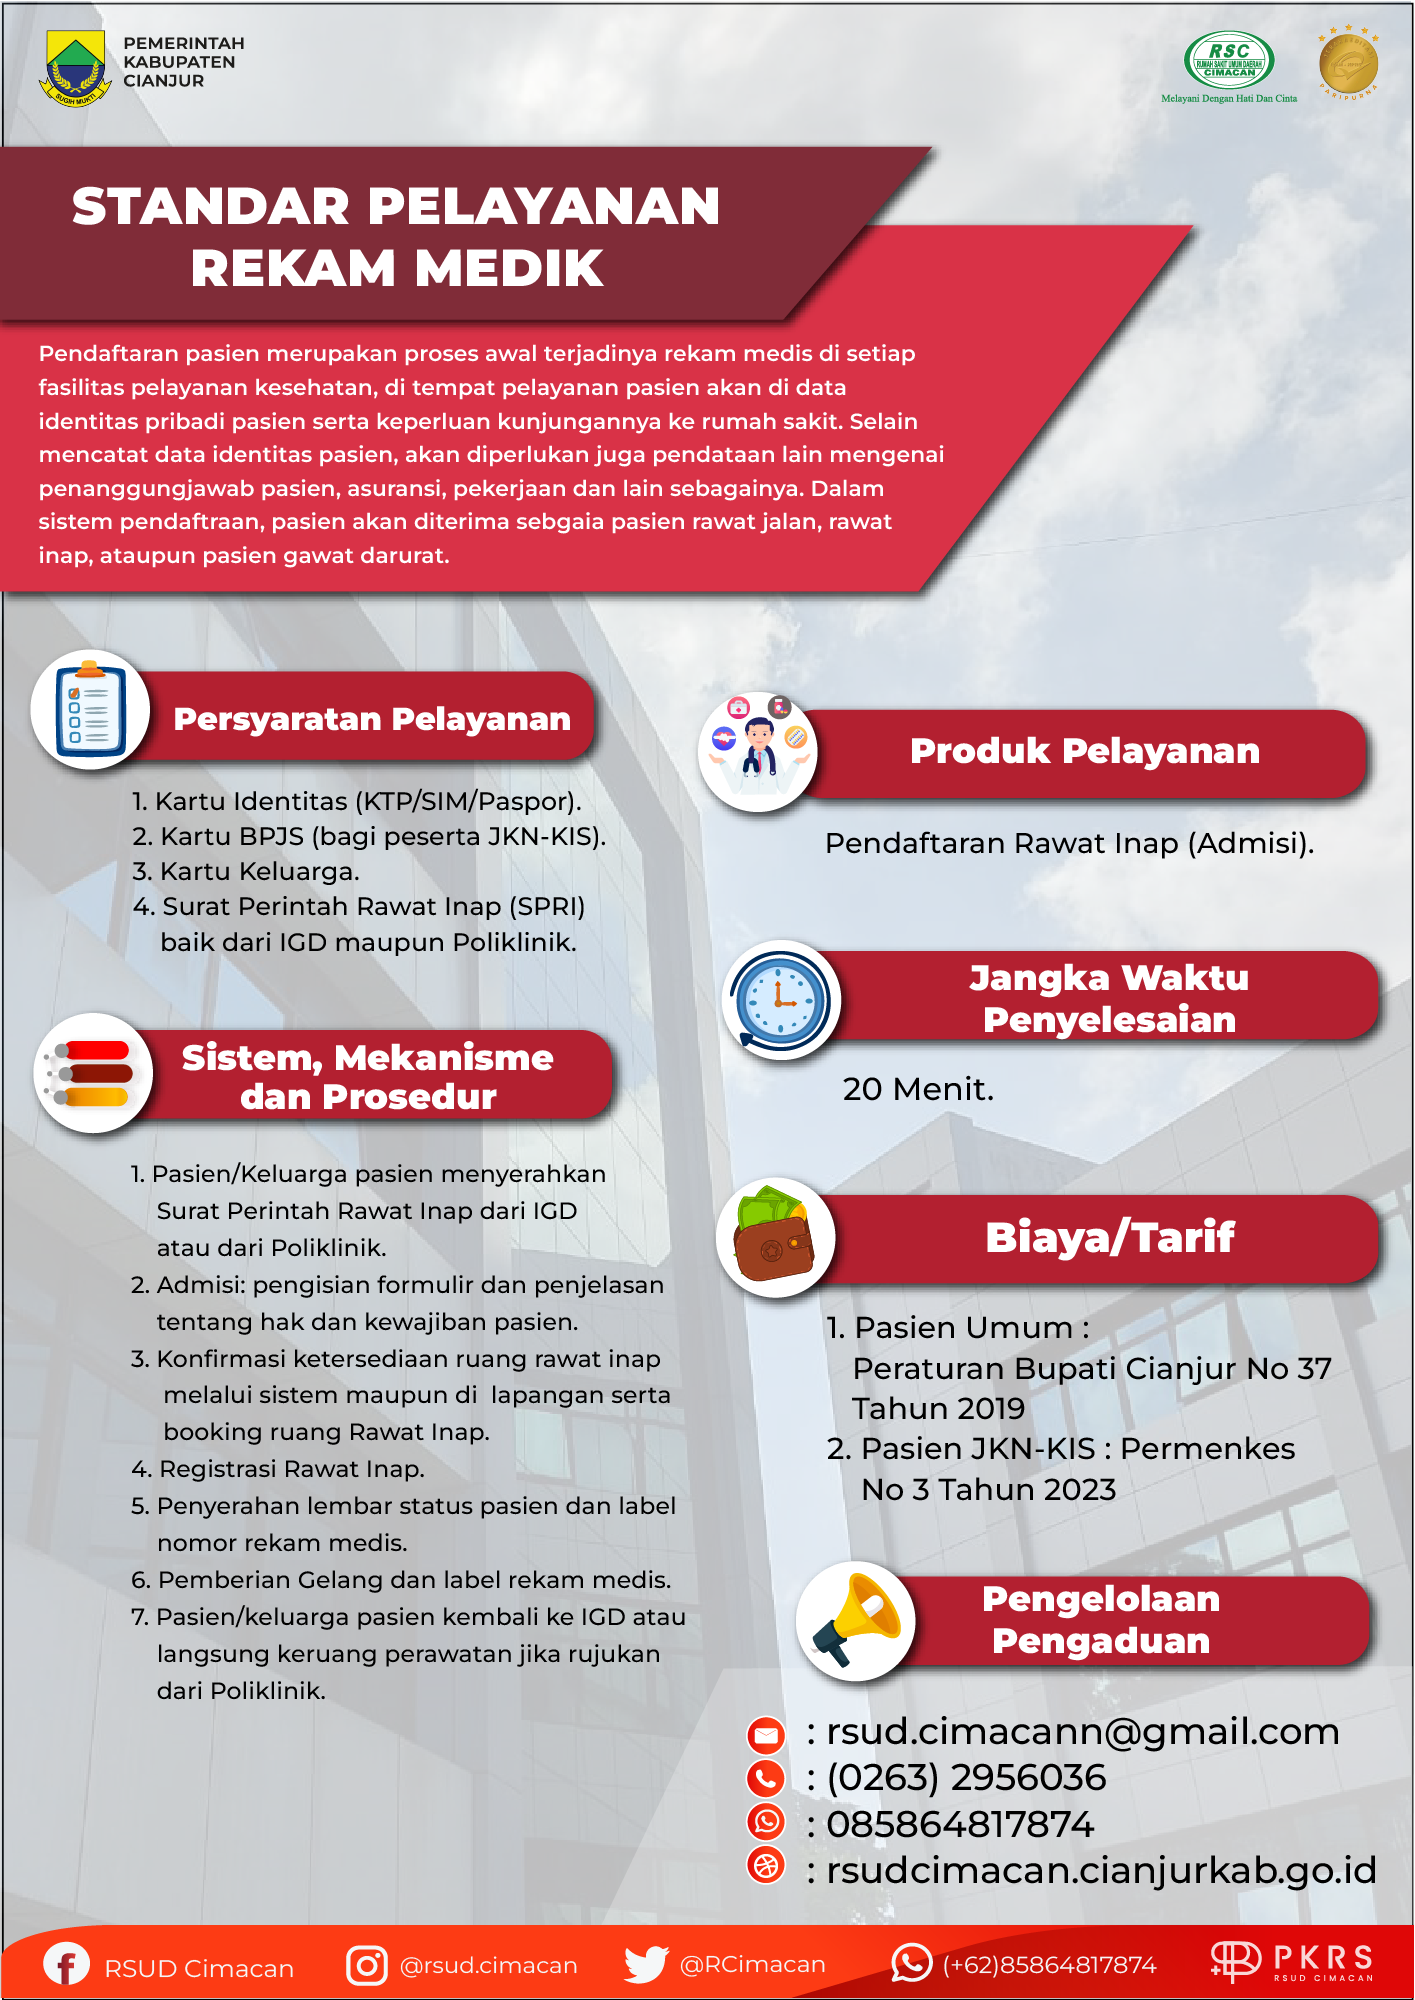 PEMERINTAH
KABUPATEN
CIANJUR
SUGIH MUKTI
RSC
RUMAH SAKIT UMUM DAERAH
CIMACAN
Melayani Dengan Hati Dan Cinta
PARIPURNA
STANDAR PELAYANAN
REKAM MEDIK
Pendaftaran pasien merupakan proses awal terjadinya rekam medis di setiap
fasilitas pelayanan kesehatan, di tempat pelayanan pasien akan di data
identitas pribadi pasien serta keperluan kunjungannya ke rumah sakit. Selain
mencatat data identitas pasien, akan diperlukan juga pendataan lain mengenai
penanggungjawab pasien, asuransi, pekerjaan dan lain sebagainya. Dalam
sistem pendaftraan, pasien akan diterima sebgaia pasien rawat jalan, rawat
inap, ataupun pasien gawat darurat.
Persyaratan Pelayanan
1. Kartu Identitas (KTP/SIM/Paspor).
2. Kartu BPJS (bagi peserta JKN-KIS).
3. Kartu Keluarga.
4. Surat Perintah Rawat Inap (SPRI)
baik dari IGD maupun Poliklinik.
Sistem, Mekanisme
dan Prosedur
1. Pasien/Keluarga pasien menyerahkan
Surat Perintah Rawat Inap dari IGD
atau dari Poliklinik.
2. Admisi: pengisian formulir dan penjelasan
tentang hak dan kewajiban pasien.
3. Konfirmasi ketersediaan ruang rawat inap
melalui sistem maupun di lapangan serta
booking ruang Rawat Inap.
4. Registrasi Rawat Inap.
5. Penyerahan lembar status pasien dan label
nomor rekam medis.
6. Pemberian Gelang dan label rekam medis.
7. Pasien/keluarga pasien kembali ke IGD atau
langsung keruang perawatan jika rujukan
dari Poliklinik.
Produk Pelayanan
Pendaftaran Rawat Inap (Admisi).
Jangka Waktu
Penyelesaian
20 Menit.
Biaya/Tarif
1. Pasien Umum :
Peraturan Bupati Cianjur No 37
Tahun 2019
2. Pasien JKN-KIS : Permenkes
No 3 Tahun 2023
Pengelolaan
Pengaduan
: rsud.cimacann@gmail.com
: (0263) 2956036
: 085864817874
: rsudcimacan.cianjurkab.go.id
RSUD Cimacan
@rsud.cimacan
@RCimacan
(+62)85864817874
PKRS
RSUD CIMACAN